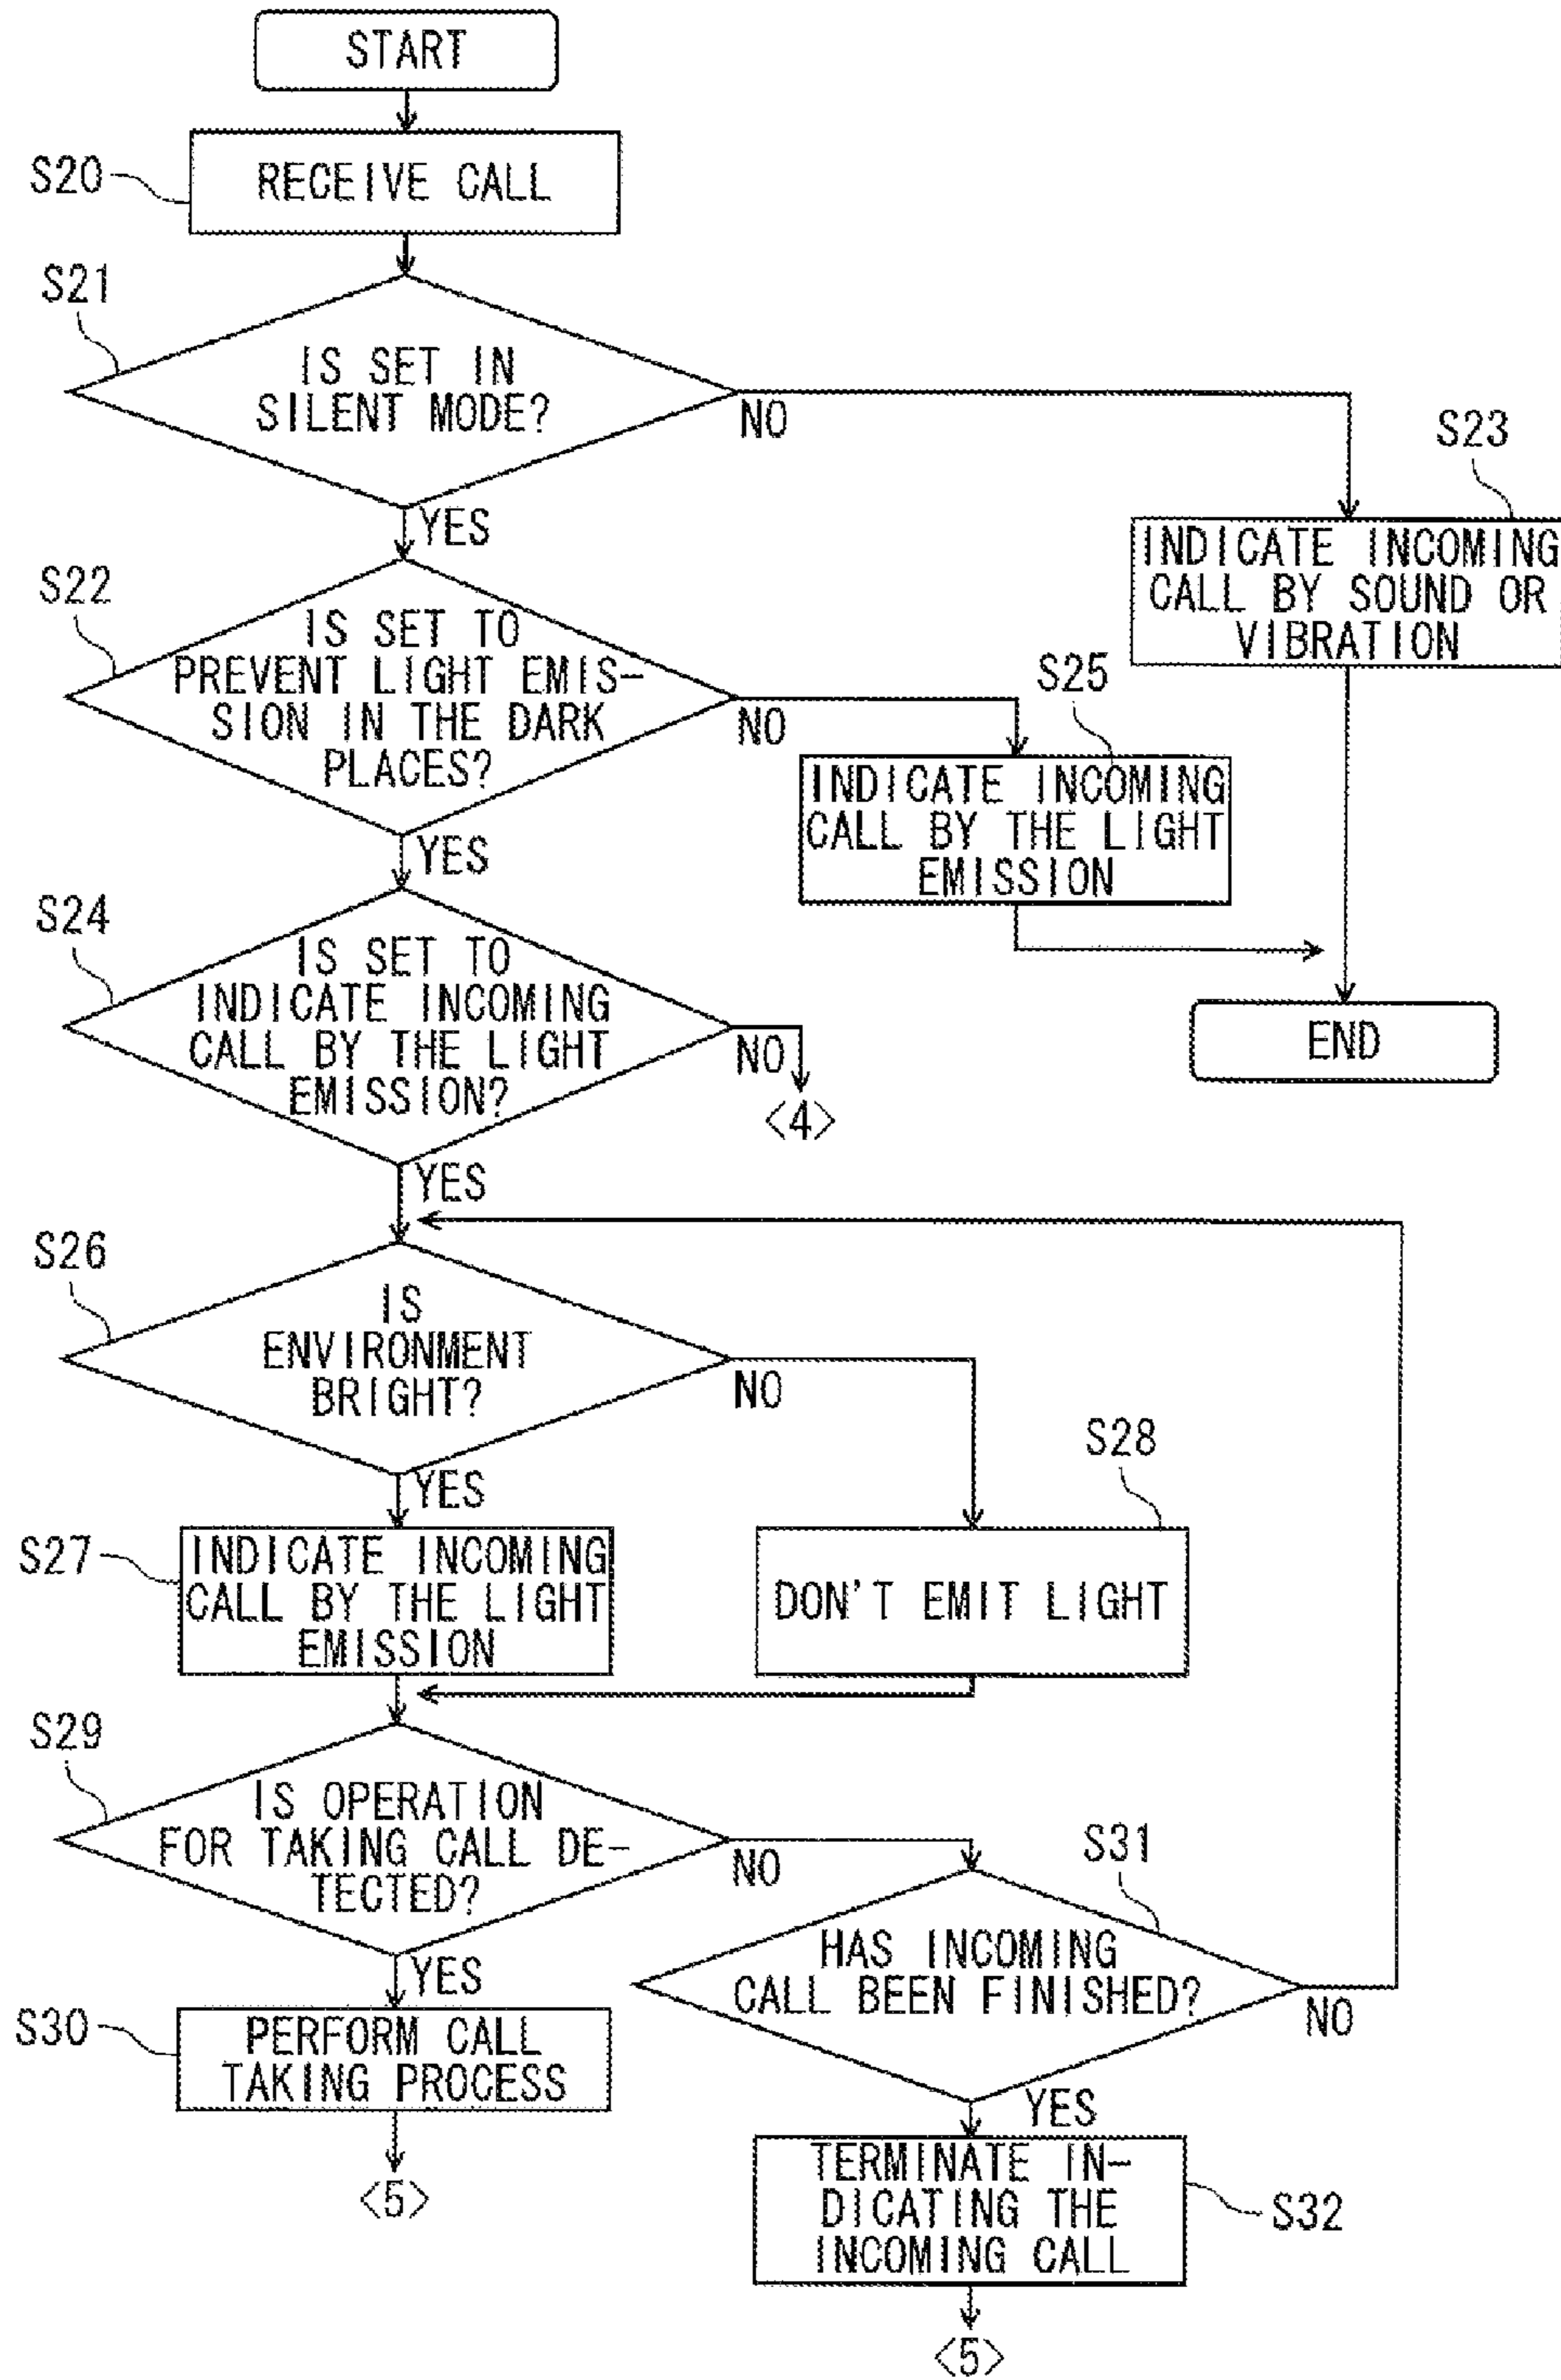 START
S20
RECEIVE CALL
S21
IS SET IN
SILENT MODE?
NO
YES
S23
INDICATE INCOMING
CALL BY SOUND OR
VIBRATION
S22
IS SET TO
PREVENT LIGHT EMIS-
SION IN THE DARK
PLACES?
NO
YES
S25
INDICATE INCOMING
CALL BY THE LIGHT
EMISSION
S24
IS SET TO
INDICATE INCOMING
CALL BY THE LIGHT
EMISSION?
NO
<4>
END
YES
S26
IS
ENVIRONMENT
BRIGHT?
NO
YES
S28
DON'T EMIT LIGHT
S27
INDICATE INCOMING
CALL BY THE LIGHT
EMISSION
S29
IS OPERATION
FOR TAKING CALL DE-
TECTED?
NO
YES
S31
HAS INCOMING
CALL BEEN FINISHED?
NO
YES
S30
PERFORM CALL
TAKING PROCESS
<5>
TERMINATE IN-
DICATING THE
INCOMING CALL
S32
<5>